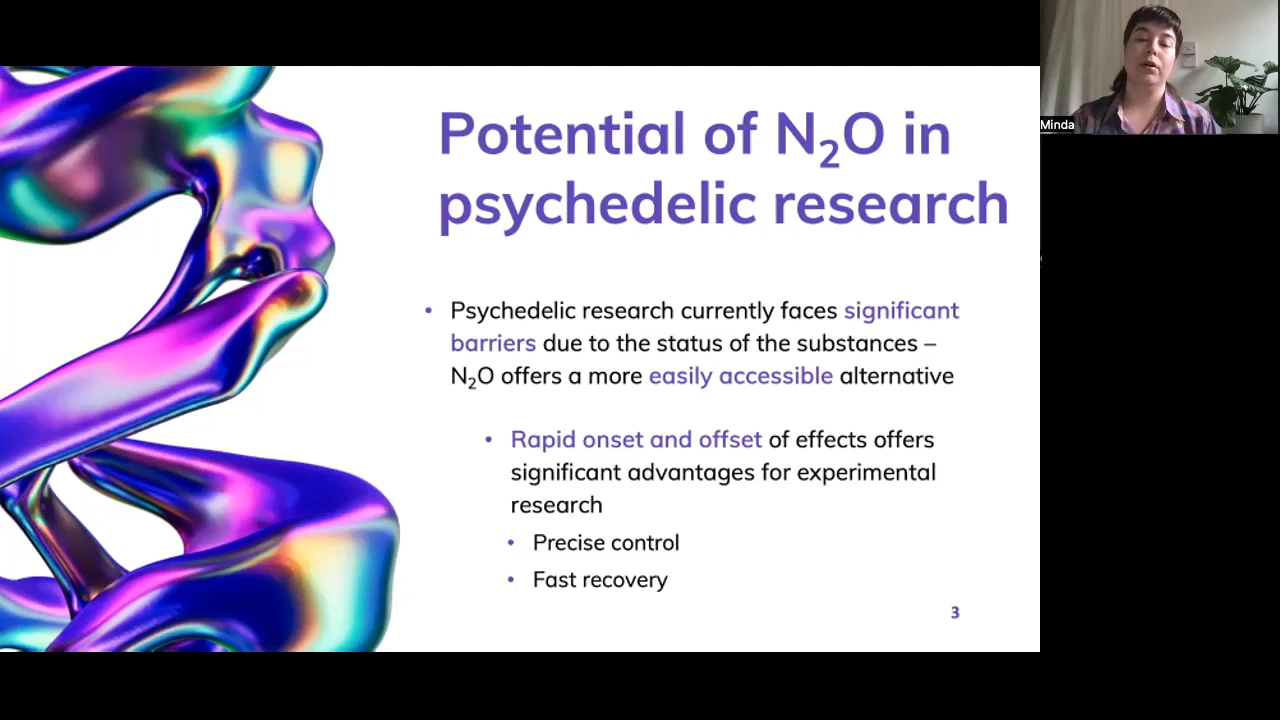 Potential of N₂O in
psychedelic research
• Psychedelic research currently faces significant
barriers due to the status of the substances –
N₂O offers a more easily accessible alternative
• Rapid onset and offset of effects offers
significant advantages for experimental
research
• Precise control
• Fast recovery
3
Minda